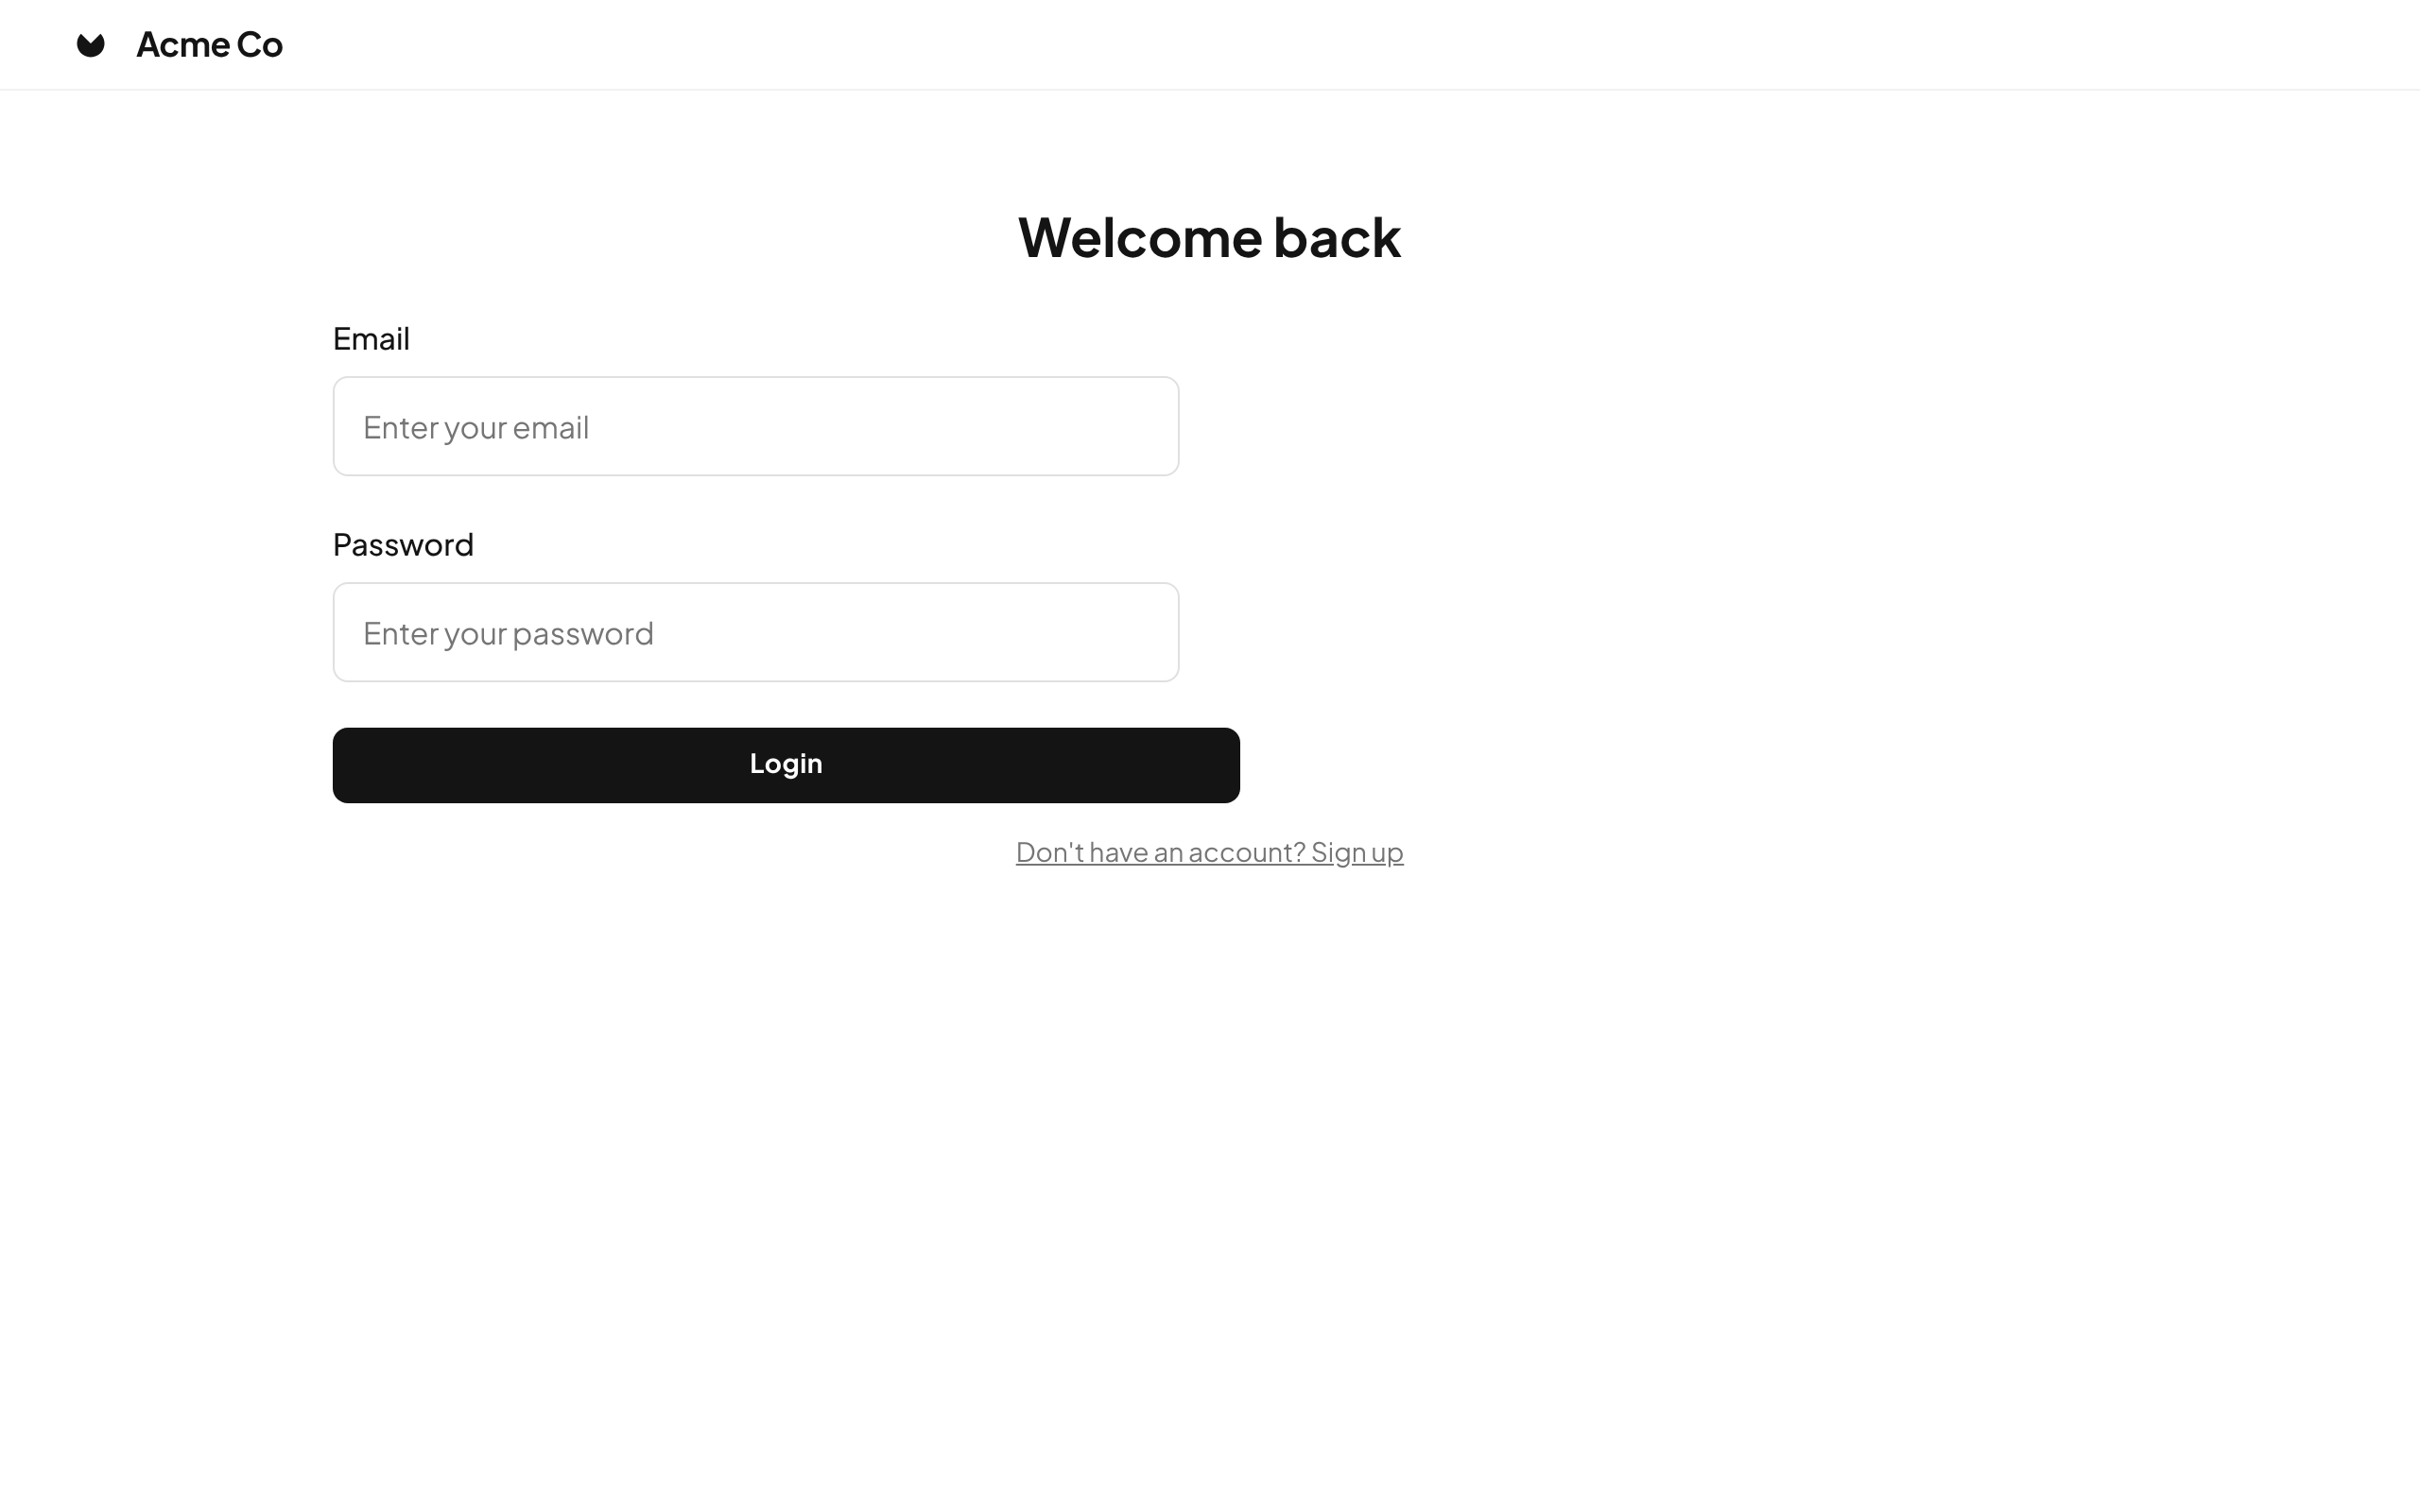 Acme Co
Welcome back
Email
Enter your email
Password
Enter your password
Login
Don't have an account? Sign up